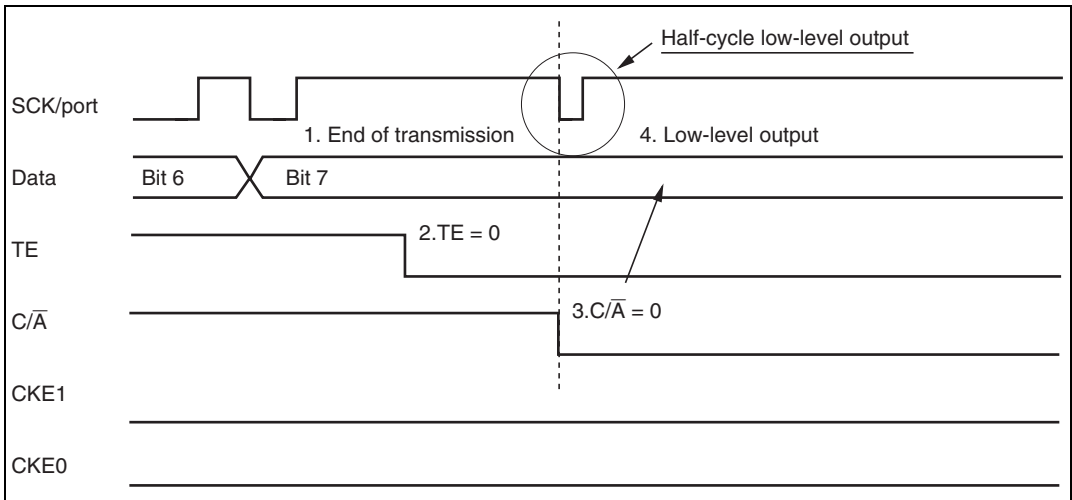 Half-cycle low-level output
SCK/port
1. End of transmission
4. Low-level output
Data
Bit 6
Bit 7
TE
2.TE = 0
C/A̅
3.C/A̅ = 0
CKE1
CKE0